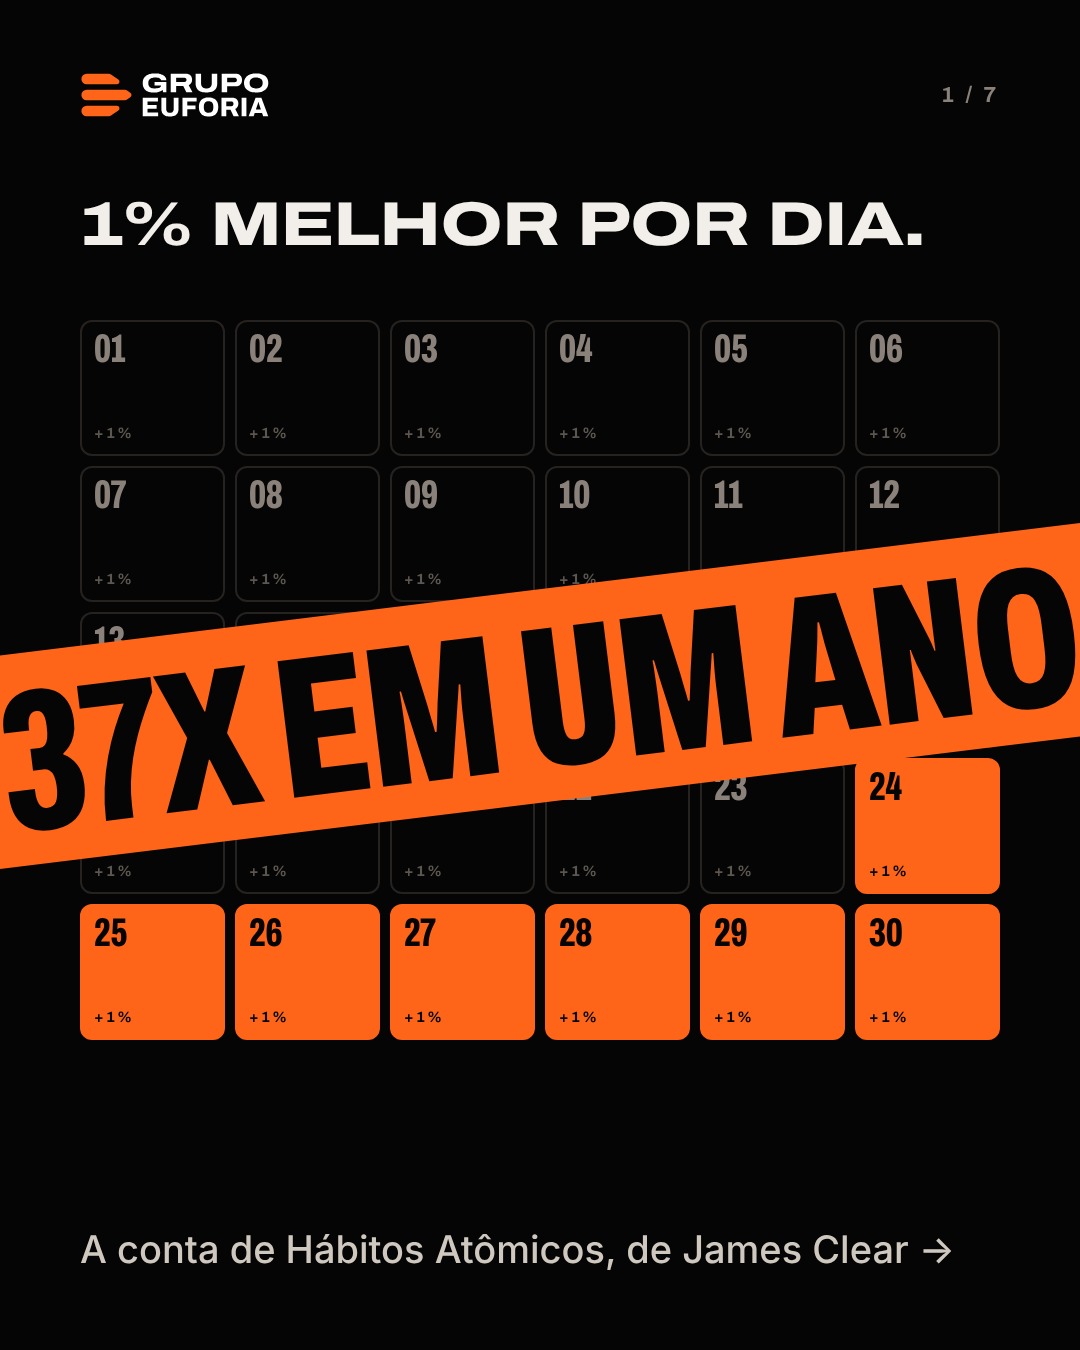 GRUPO
EUFORIA
1 / 7
1% MELHOR POR DIA.
01 02 03 04 05 06
+1% +1% +1% +1% +1% +1%
07 08 09 10 11 12
+1% +1% +1% +1%
13
37X EM UM ANO
23 24
+1% +1% +1% +1% +1% +1%
25 26 27 28 29 30
+1% +1% +1% +1% +1% +1%
A conta de Hábitos Atômicos, de James Clear →